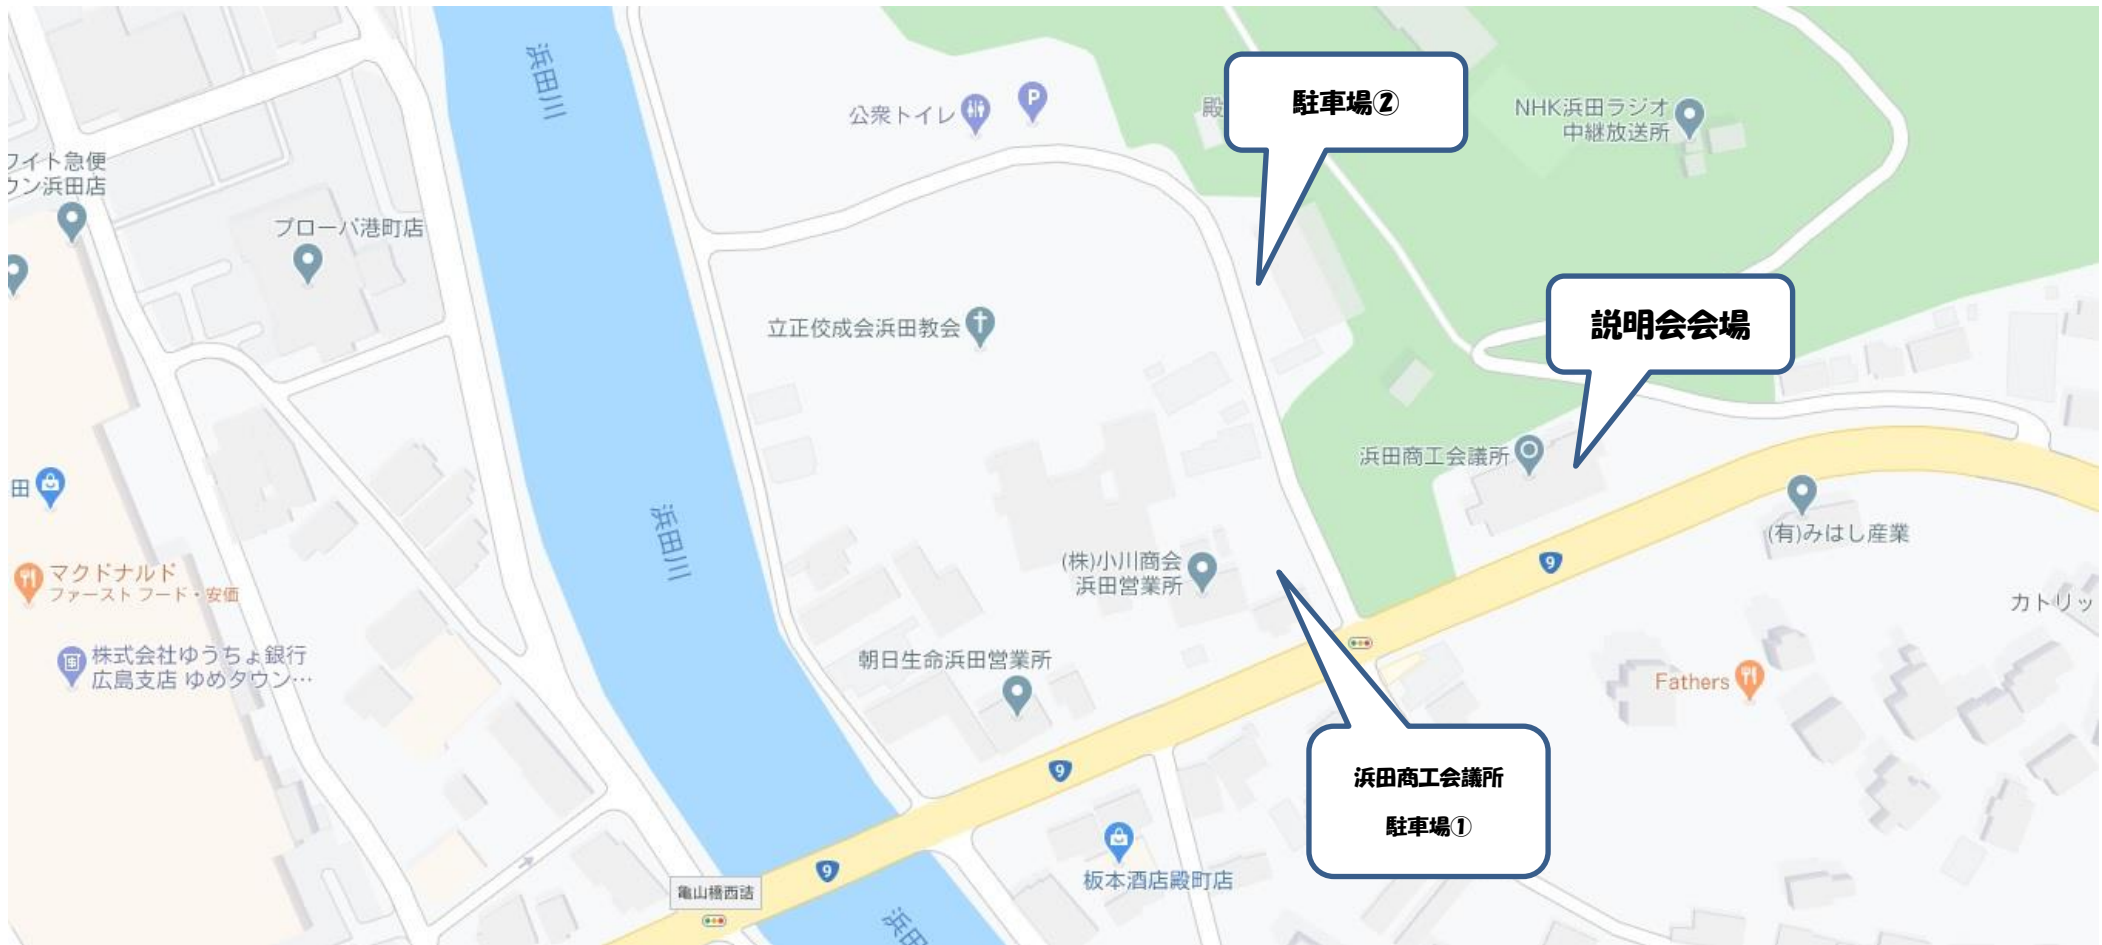 浜田川
公衆トイレ
P
殿
駐車場②
NHK浜田ラジオ
中継放送所
ワイト急便
ウン浜田店
プローバ港町店
立正佼成会浜田教会
説明会会場
浜田商工会議所
田
浜田川
(有)みはし産業
(株)小川商会
浜田営業所
9
マクドナルド
ファースト フード・安価
カトリッ
株式会社ゆうちょ銀行
広島支店 ゆめタウン…
朝日生命浜田営業所
Fathers
9
浜田商工会議所
駐車場①
9
板本酒店殿町店
亀山橋西詰
浜田